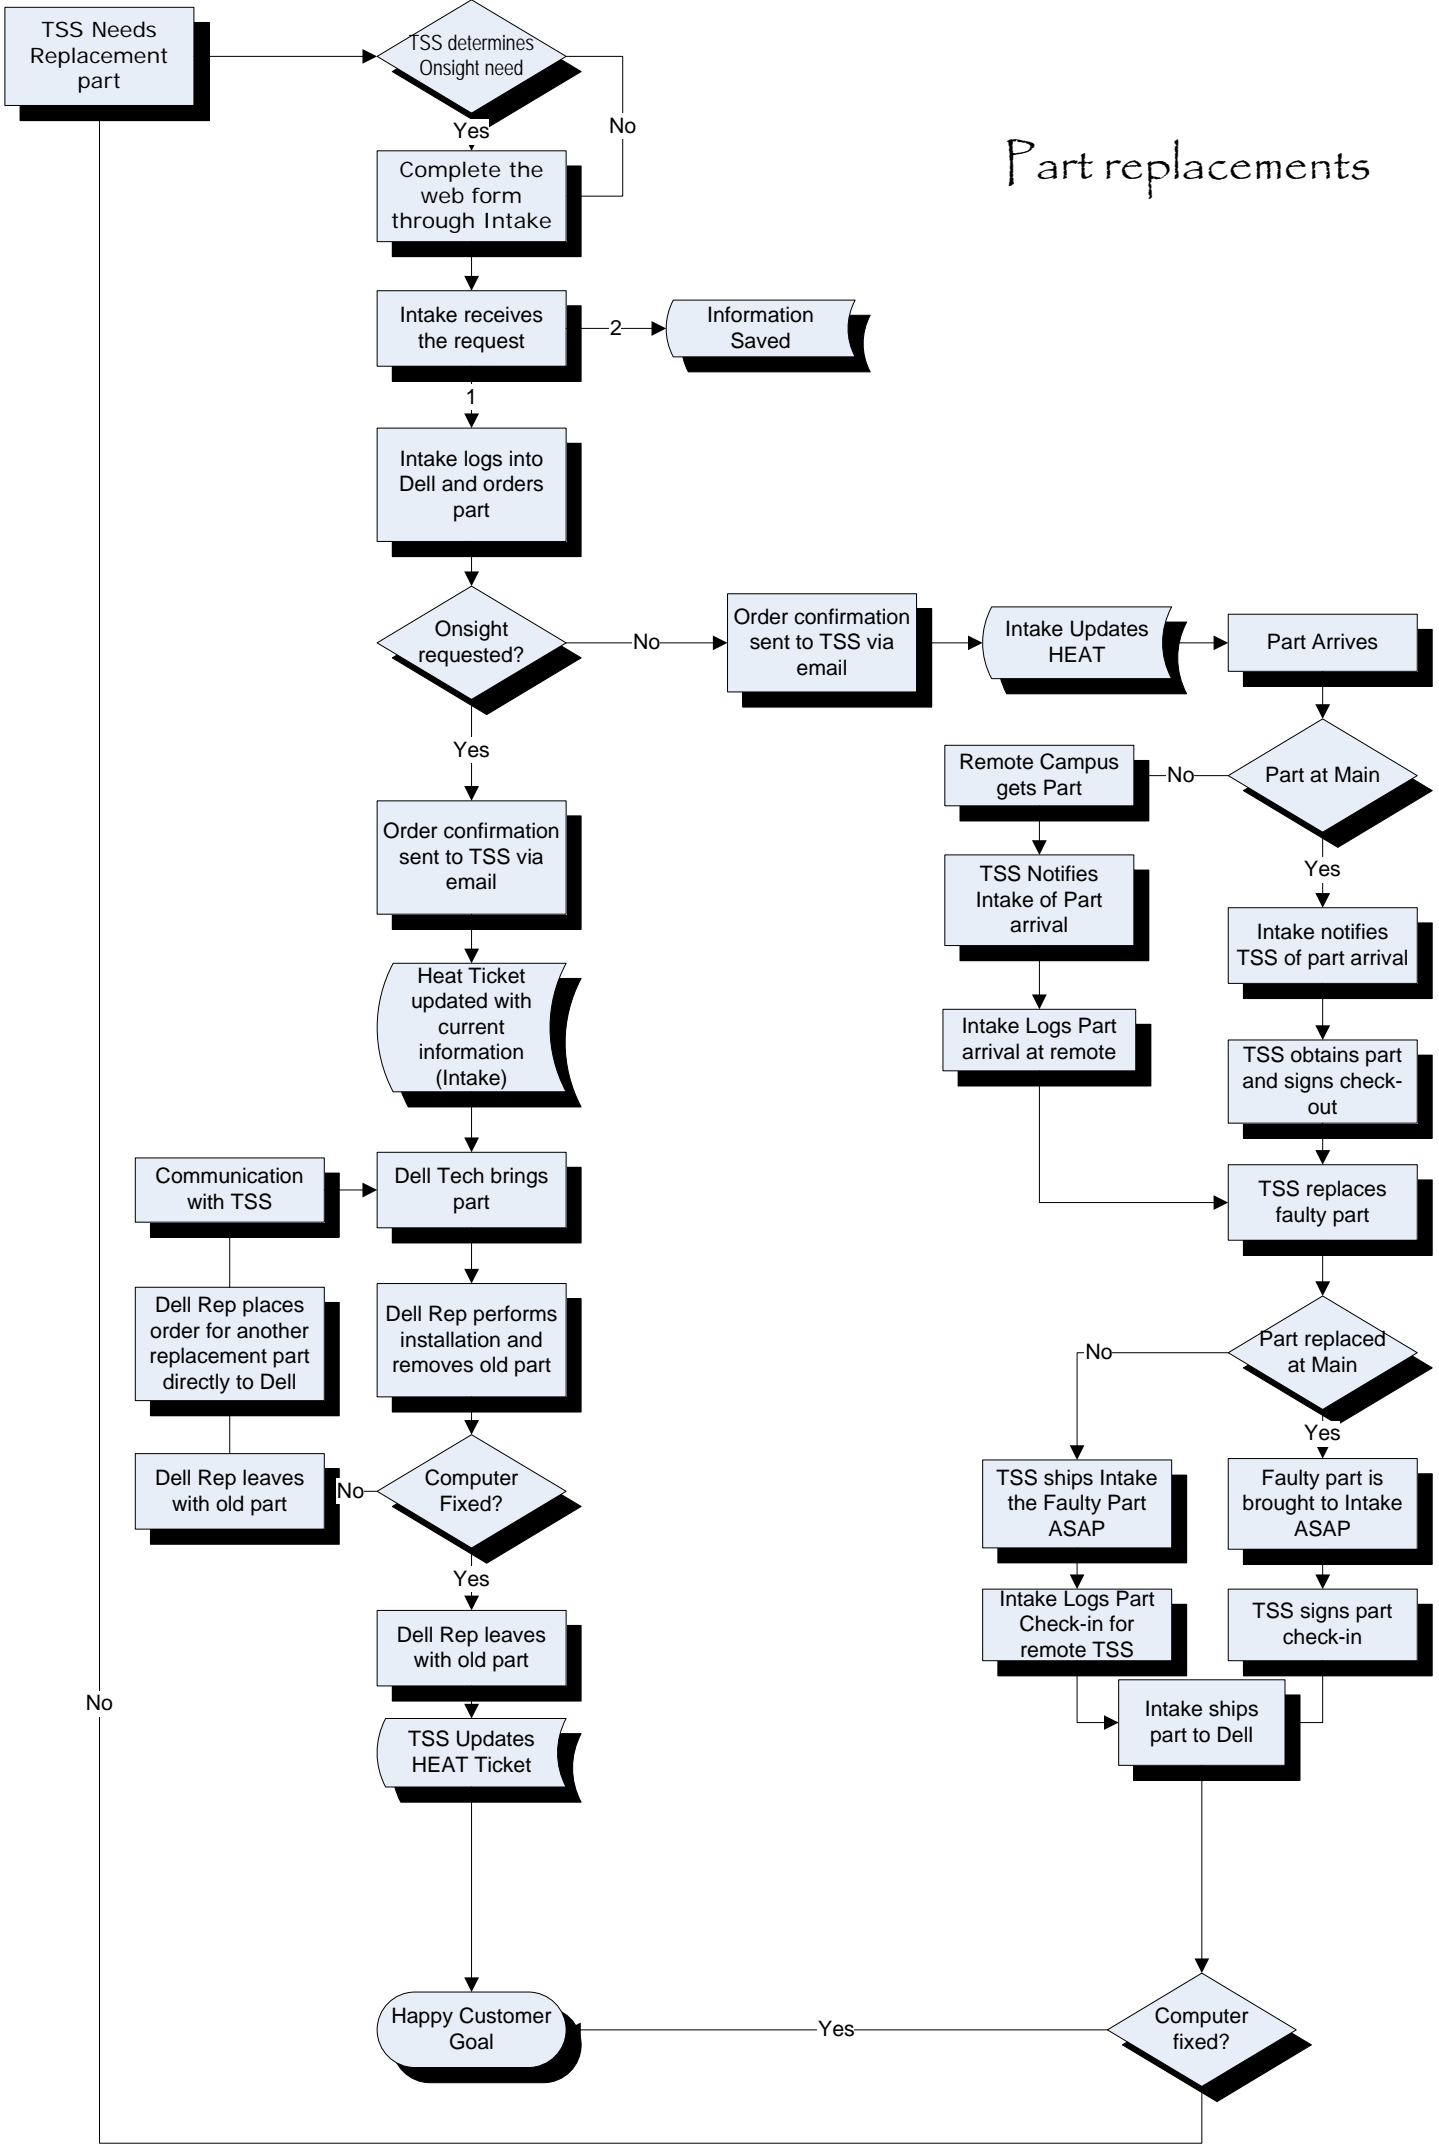 TSS Needs
Replacement
part
TSS determines
Onsight need
Yes
No
Part replacements
Complete the
web form
through Intake
Intake receives
the request
2
Information
Saved
1
Intake logs into
Dell and orders
part
Onsight
requested?
No
Order confirmation
sent to TSS via
email
Intake Updates
HEAT
Part Arrives
Yes
Part at Main
No
Remote Campus
gets Part
Yes
TSS Notifies
Intake of Part
arrival
Intake notifies
TSS of part arrival
Intake Logs Part
arrival at remote
TSS obtains part
and signs check-
out
TSS replaces
faulty part
Order confirmation
sent to TSS via
email
Heat Ticket
updated with
current
information
(Intake)
Communication
with TSS
Dell Tech brings
part
Dell Rep places
order for another
replacement part
directly to Dell
Dell Rep performs
installation and
removes old part
Dell Rep leaves
with old part
No
Computer
Fixed?
Yes
Dell Rep leaves
with old part
TSS Updates
HEAT Ticket
Part replaced
at Main
No
Yes
TSS ships Intake
the Faulty Part
ASAP
Faulty part is
brought to Intake
ASAP
Intake Logs Part
Check-in for
remote TSS
TSS signs part
check-in
Intake ships
part to Dell
No
Happy Customer
Goal
Yes
Computer
fixed?